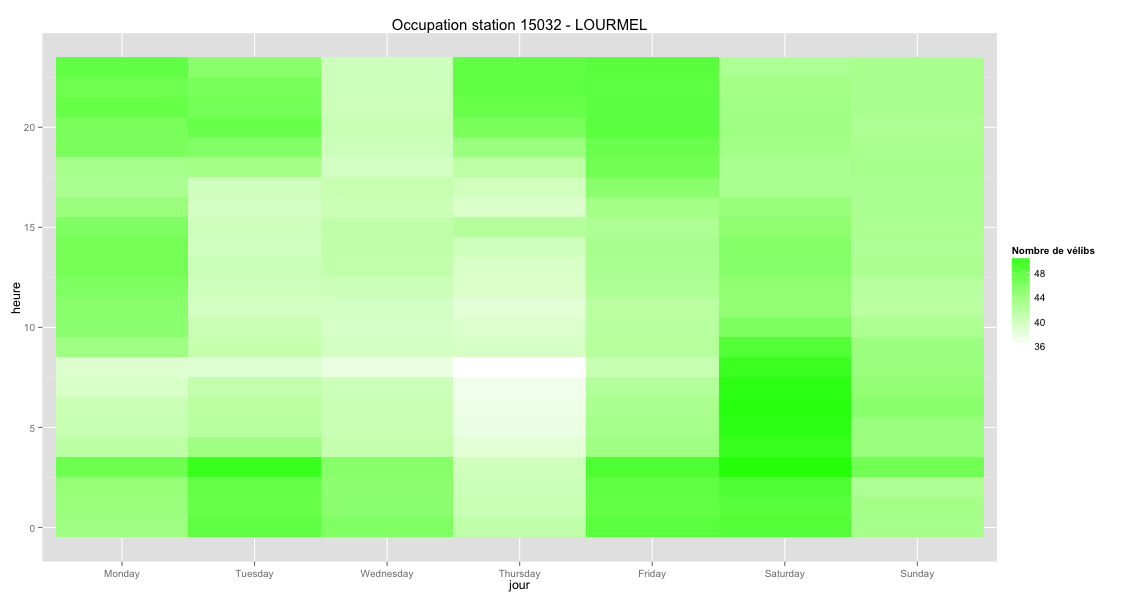 Occupation station 15032 - LOURMEL
20
15
10
5
0
heure
Monday Tuesday Wednesday Thursday Friday Saturday Sunday
jour
Nombre de vélibs
48
44
40
36